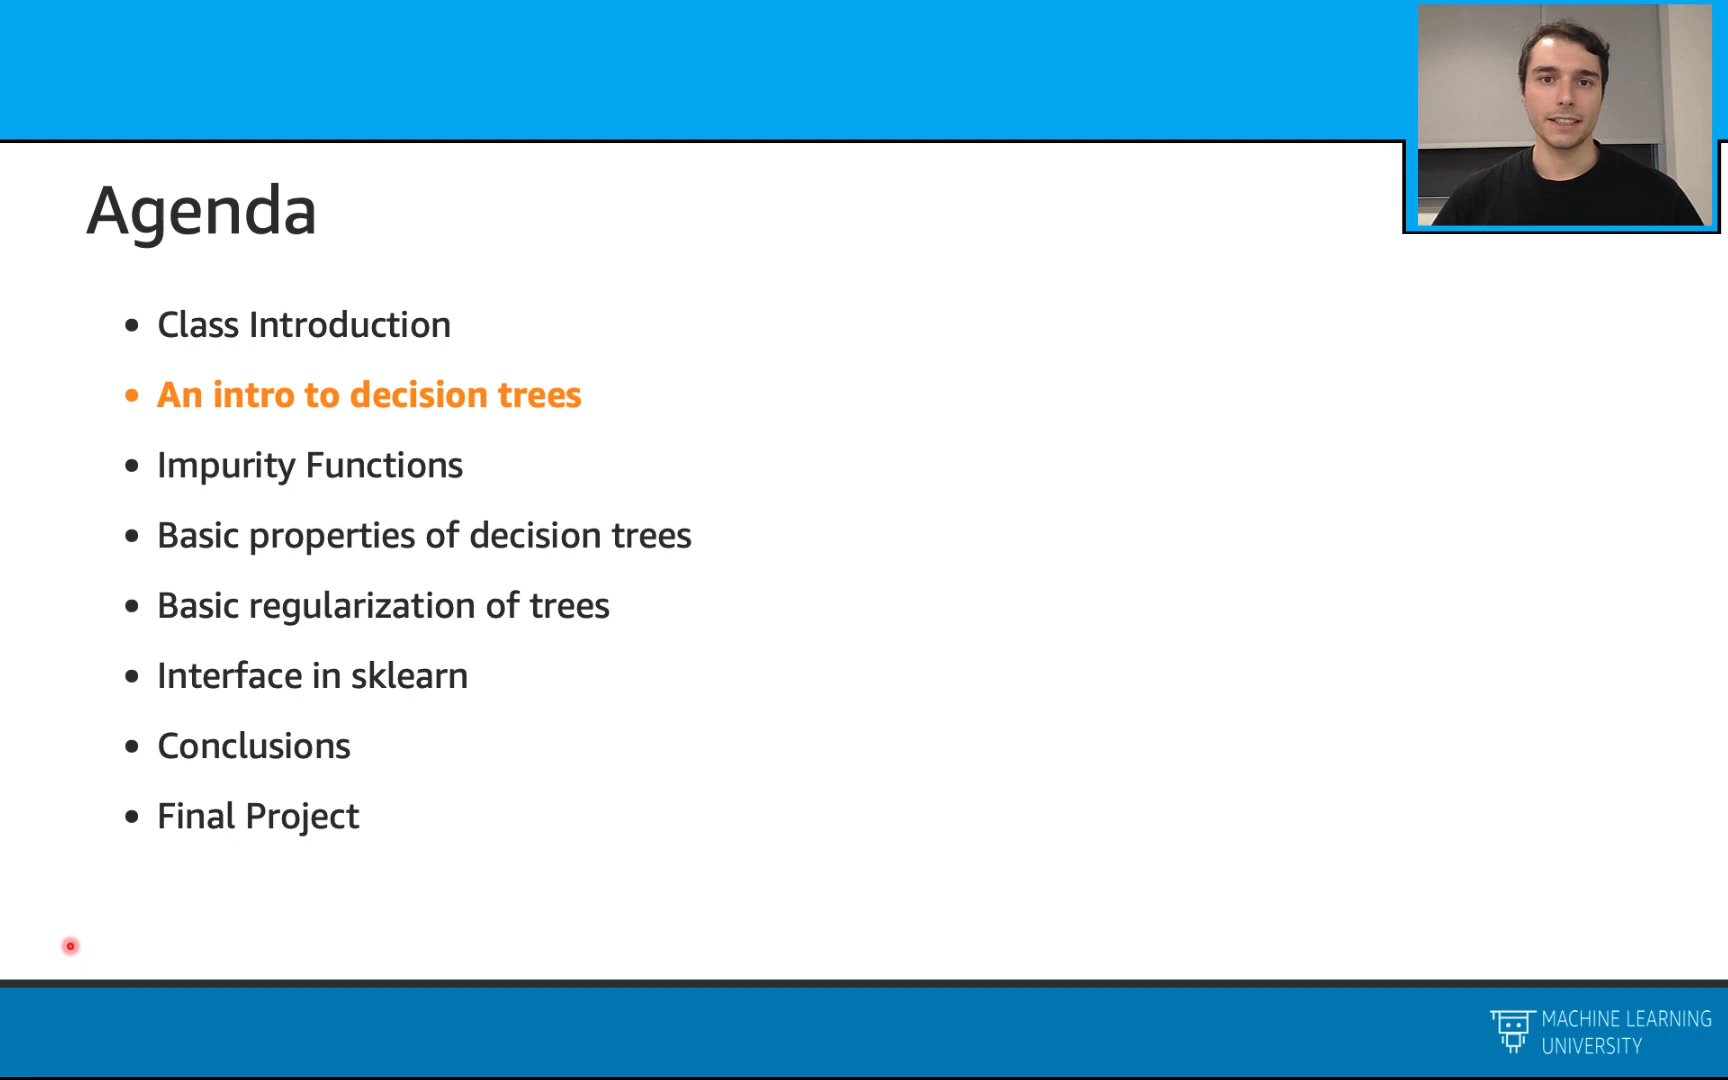 Agenda
Class Introduction
An intro to decision trees
Impurity Functions
Basic properties of decision trees
Basic regularization of trees
Interface in sklearn
Conclusions
Final Project
MACHINE LEARNING
UNIVERSITY